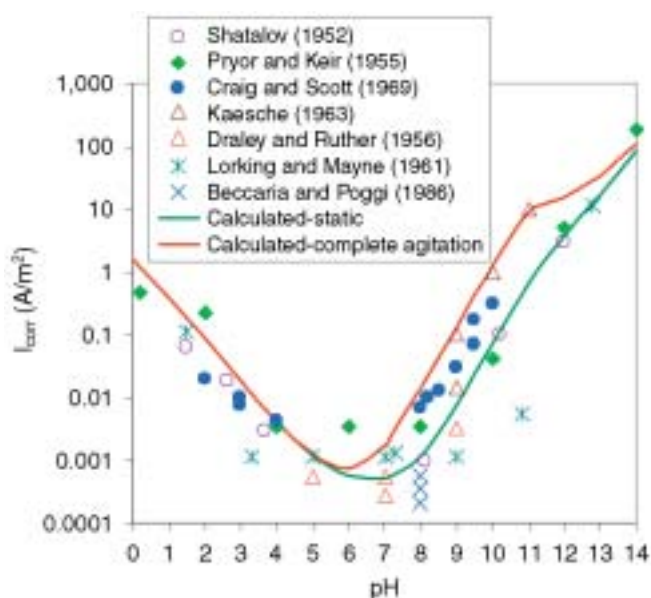 Shatalov (1952)
Pryor and Keir (1955)
Craig and Scott (1969)
Kaesche (1963)
Draley and Ruther (1956)
Lorking and Mayne (1961)
Beccaria and Poggi (1986)
Calculated-static
Calculated-complete agitation
1,000
100
10
1
0.1
0.01
0.001
0.0001
Icorr (A/m²)
0 1 2 3 4 5 6 7 8 9 10 11 12 13 14
pH